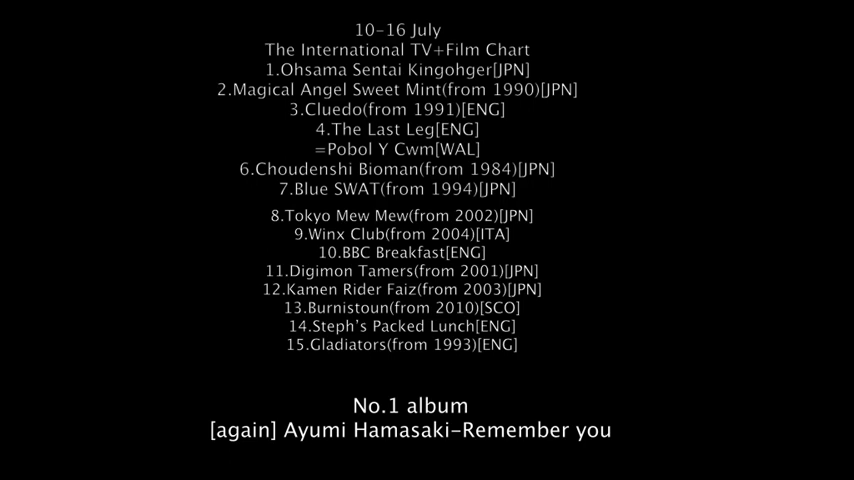 10-16 July
The International TV+Film Chart
1.Ohsama Sentai Kingohger[JPN]
2.Magical Angel Sweet Mint(from 1990)[JPN]
3.Cluedo(from 1991)[ENG]
4.The Last Leg[ENG]
=Pobol Y Cwm[WAL]
6.Choudenshi Bioman(from 1984)[JPN]
7.Blue SWAT(from 1994)[JPN]
8.Tokyo Mew Mew(from 2002)[JPN]
9.Winx Club(from 2004)[ITA]
10.BBC Breakfast[ENG]
11.Digimon Tamers(from 2001)[JPN]
12.Kamen Rider Faiz(from 2003)[JPN]
13.Burnistoun(from 2010)[SCO]
14.Steph's Packed Lunch[ENG]
15.Gladiators(from 1993)[ENG]
No.1 album
[again] Ayumi Hamasaki-Remember you